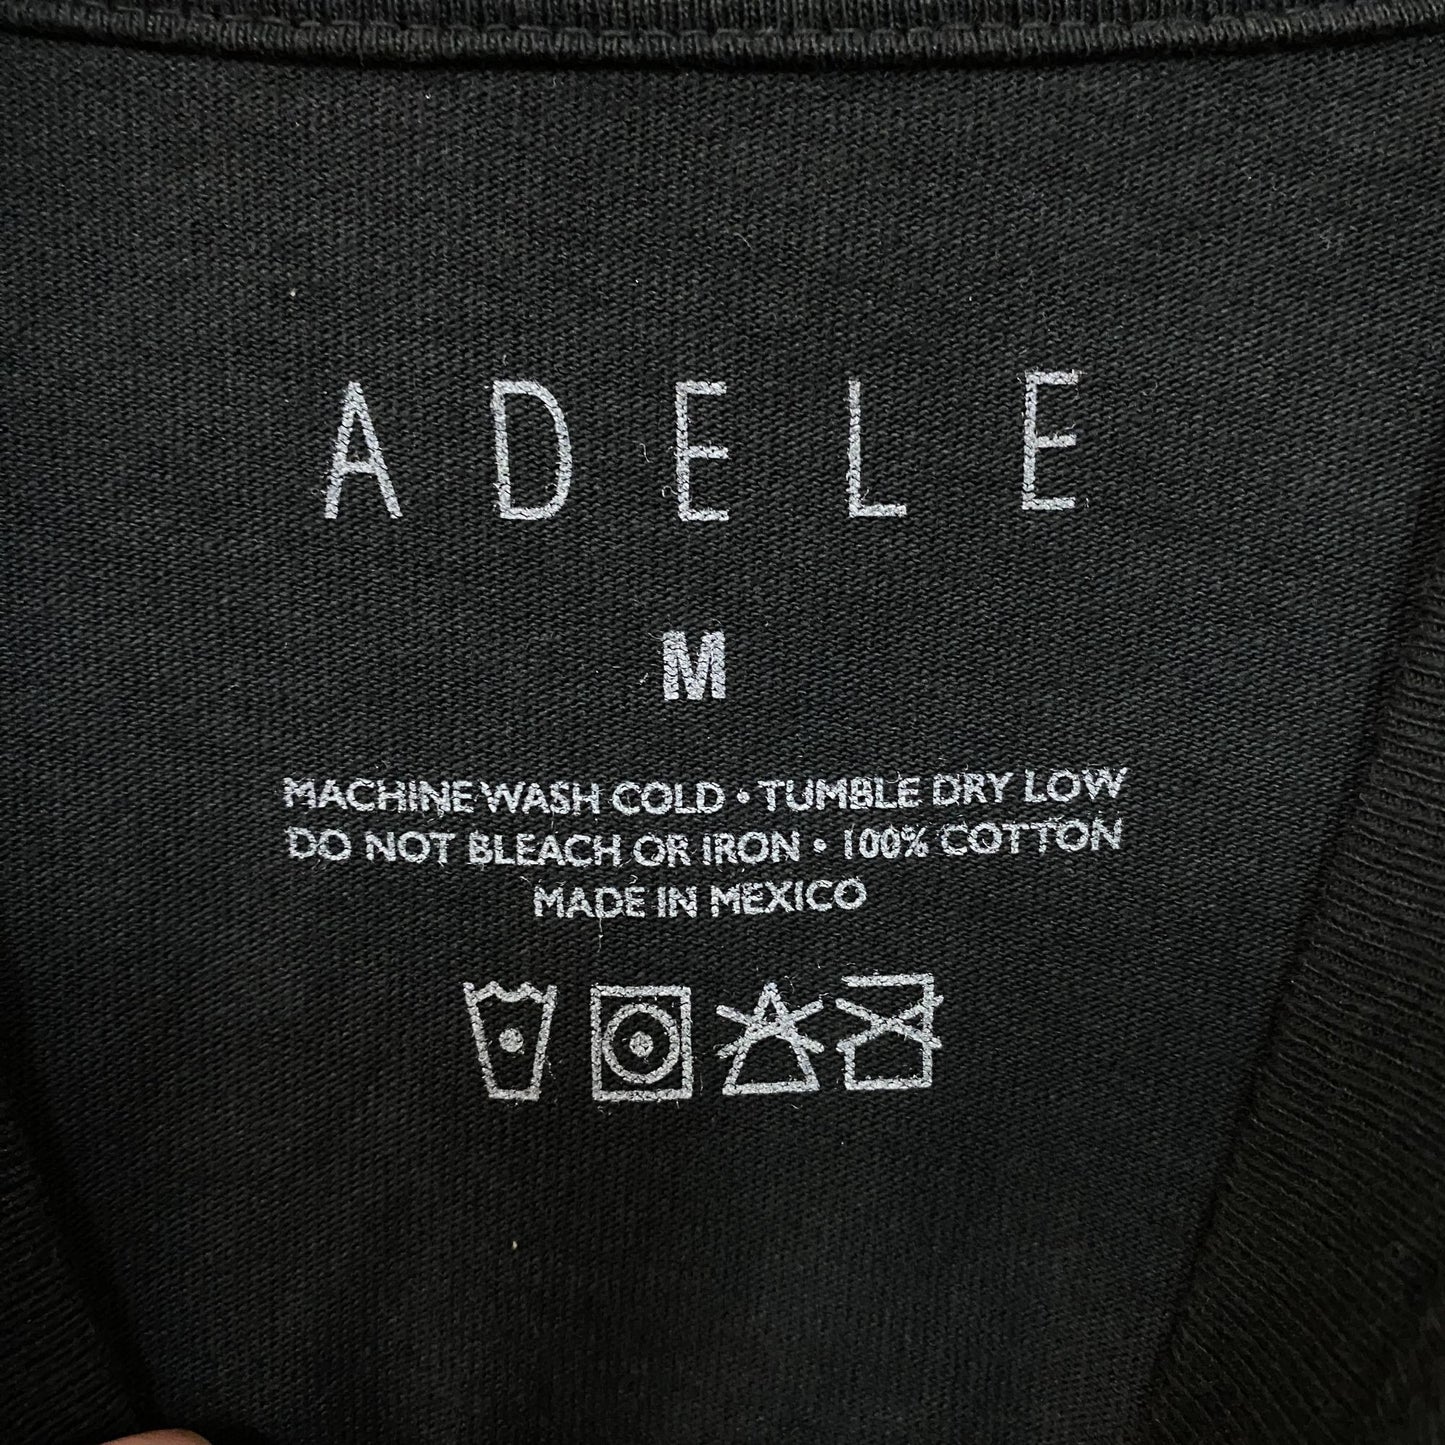 ADELE
M
MACHINE WASH COLD • TUMBLE DRY LOW
DO NOT BLEACH OR IRON • 100% COTTON
MADE IN MEXICO